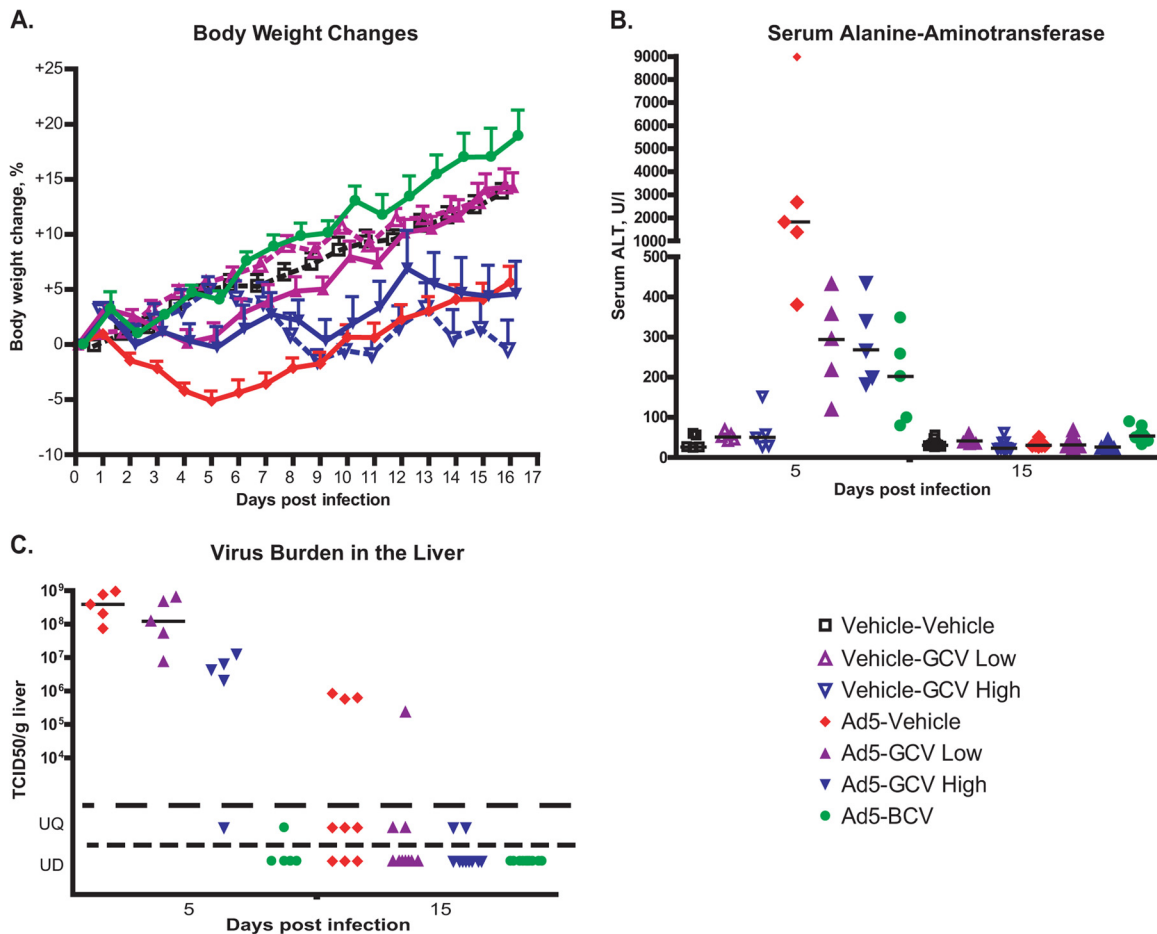 A.
Body Weight Changes
Body weight change, %
+25
+20
+15
+10
+5
0
-5
-10
0 1 2 3 4 5 6 7 8 9 10 11 12 13 14 15 16 17
Days post infection
B.
Serum Alanine-Aminotransferase
Serum ALT, U/l
9000
8000
7000
6000
5000
4000
3000
2000
1000
500
400
300
200
100
0
5 15
Days post infection
C.
Virus Burden in the Liver
TCID50/g liver
10⁹
10⁸
10⁷
10⁶
10⁵
10⁴
UQ
UD
5 15
Days post infection
Vehicle-Vehicle
Vehicle-GCV Low
Vehicle-GCV High
Ad5-Vehicle
Ad5-GCV Low
Ad5-GCV High
Ad5-BCV